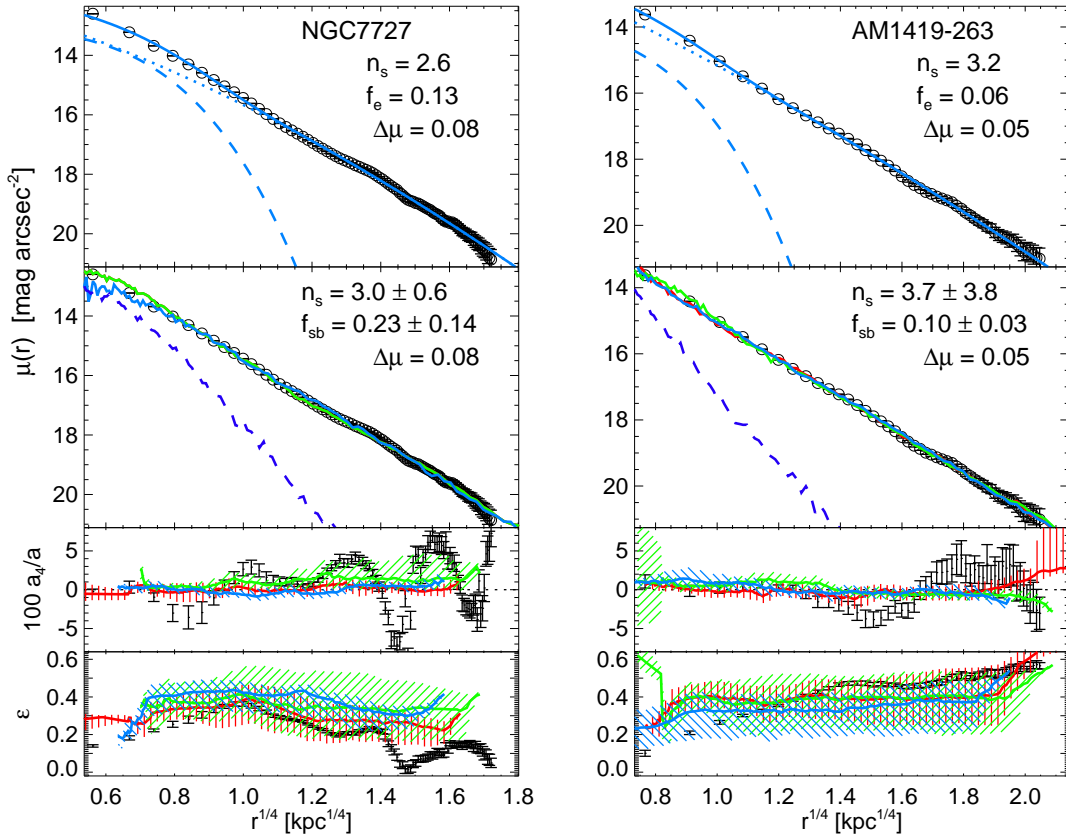 NGC7727
n_s = 2.6
f_e = 0.13
Δμ = 0.08
14
16
18
20
AM1419-263
n_s = 3.2
f_e = 0.06
Δμ = 0.05
14
16
18
20
μ(r) [mag arcsec^-2]
n_s = 3.0 ± 0.6
f_sb = 0.23 ± 0.14
Δμ = 0.08
14
16
18
20
n_s = 3.7 ± 3.8
f_sb = 0.10 ± 0.03
Δμ = 0.05
14
16
18
20
100 a_4/a
5
0
-5
5
0
-5
ε
0.6
0.4
0.2
0.0
0.6
0.4
0.2
0.0
0.6 0.8 1.0 1.2 1.4 1.6 1.8
r^1/4 [kpc^1/4]
0.8 1.0 1.2 1.4 1.6 1.8 2.0
r^1/4 [kpc^1/4]